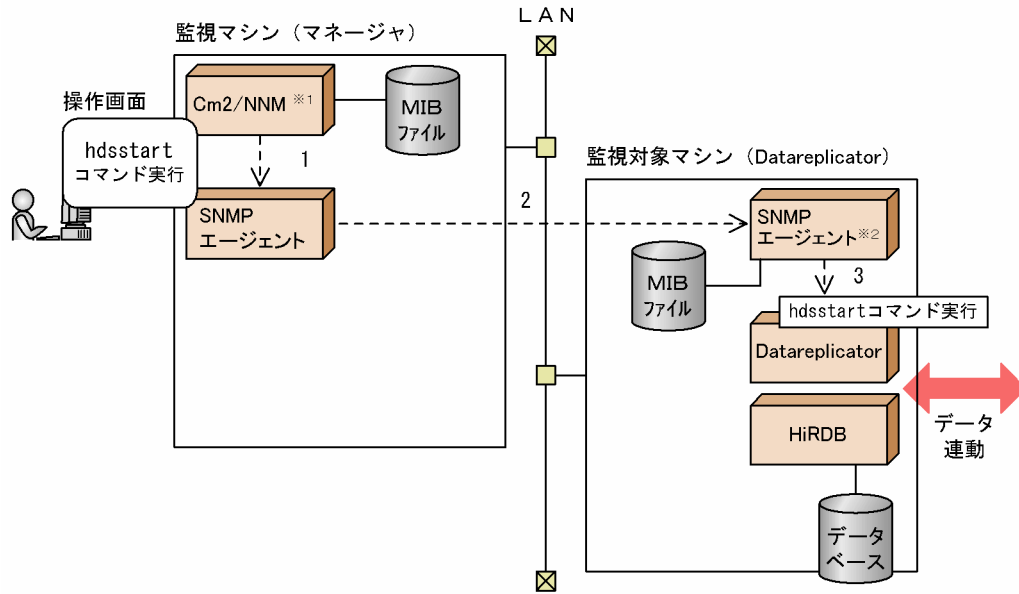 ＬＡＮ
監視マシン（マネージャ）
Cm2/NNM ※1
MIB
ファイル
操作画面
hdsstart
コマンド実行
1
SNMP
エージェント
2
監視対象マシン（Datareplicator）
SNMP
エージェント※2
MIB
ファイル
3
hdsstartコマンド実行
Datareplicator
HiRDB
データ
連動
データ
ベース